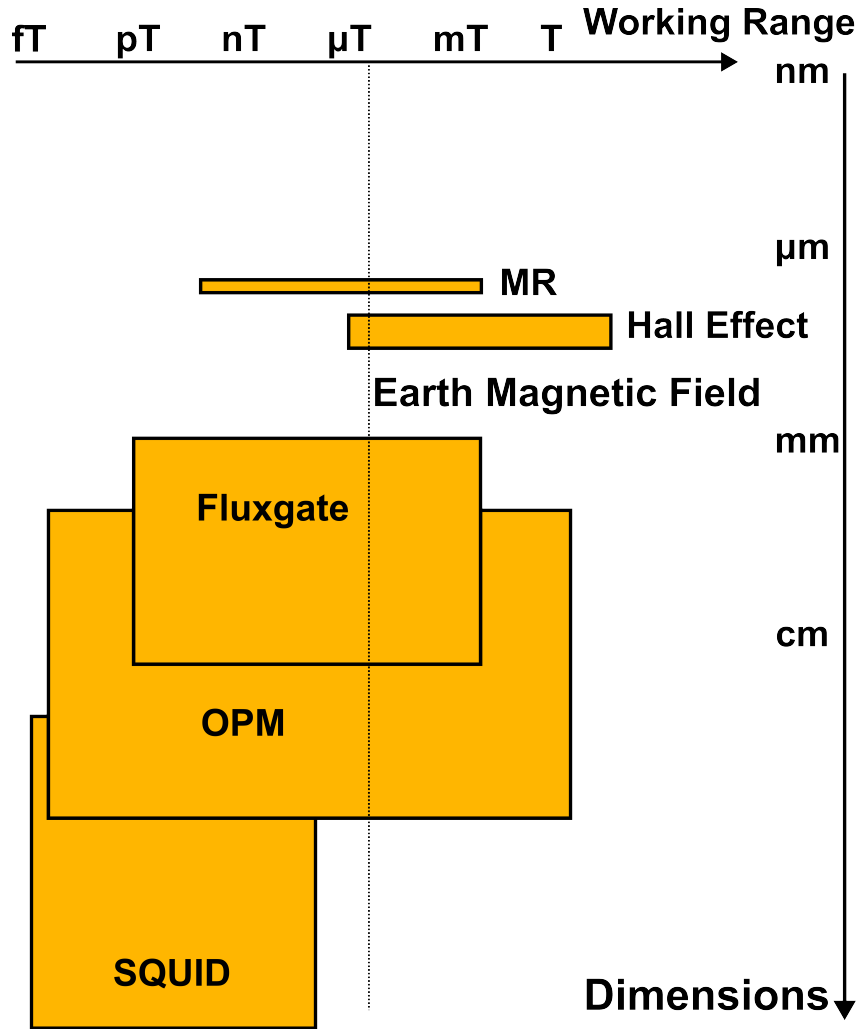 fT pT nT µT mT T Working Range
nm
µm
MR
Hall Effect
Earth Magnetic Field
mm
Fluxgate
cm
OPM
SQUID
Dimensions